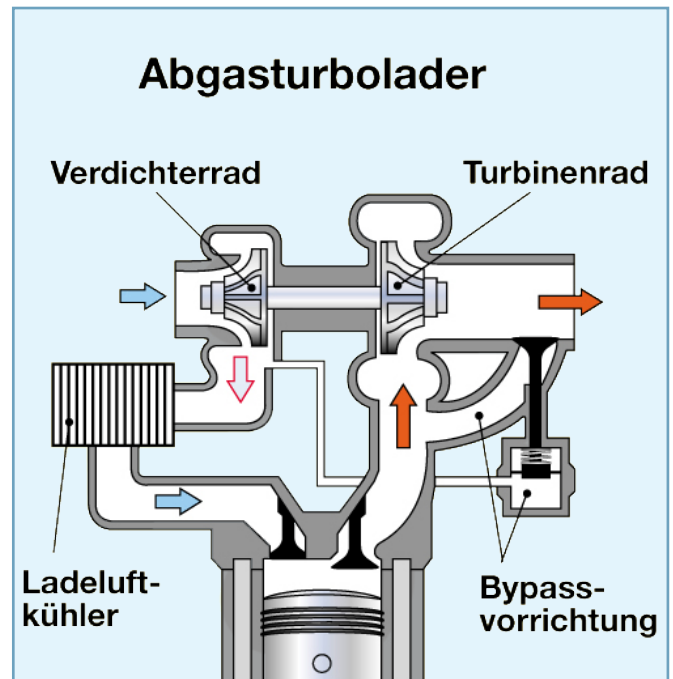 Abgasturbolader
Verdichterrad
Turbinenrad
Ladeluft-
kühler
Bypass-
vorrichtung